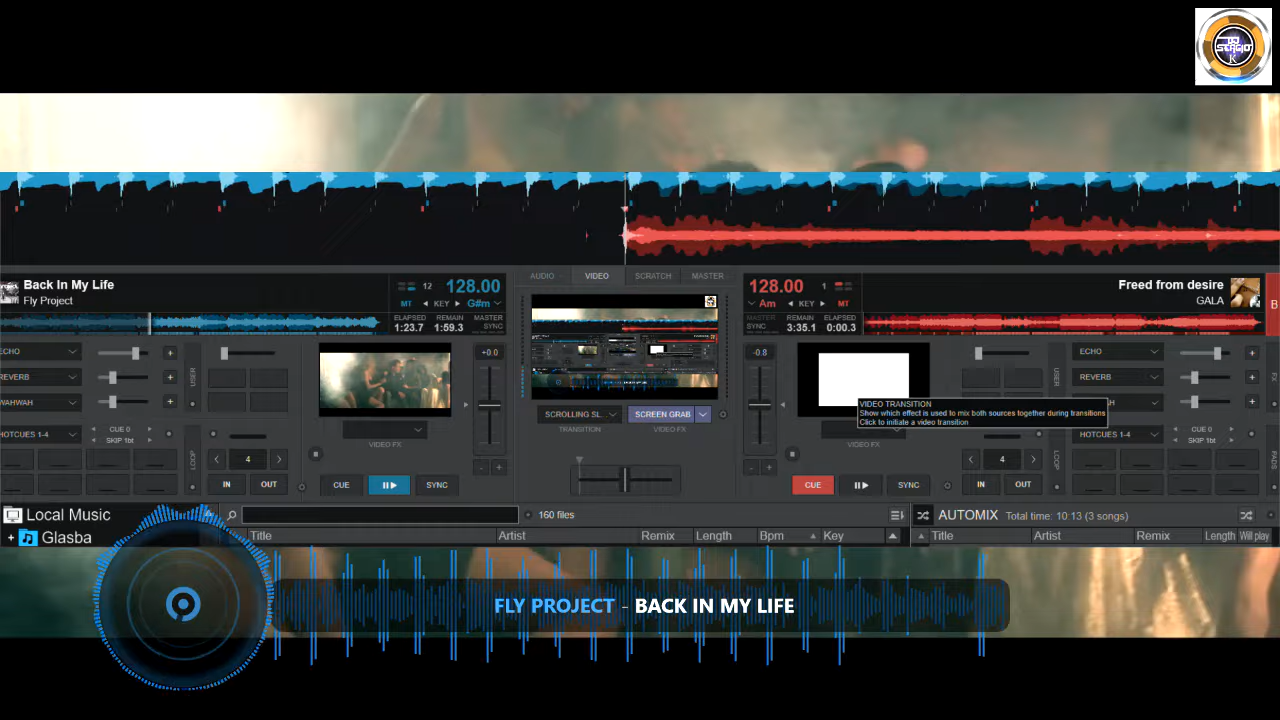 DJ
SERGIO
K
Back In My Life
Fly Project
12
128.00
MT
KEY
G#m
ELAPSED
1:23.7
REMAIN
1:59.3
MASTER
SYNC
AUDIO
VIDEO
SCRATCH
MASTER
128.00
1
Am
KEY
MT
MASTER
SYNC
REMAIN
3:35.1
ELAPSED
0:00.3
Freed from desire
GALA
B
ECHO
REVERB
WAHWAH
HOTCUES 1-4
USER
CUE 0
SKIP 1bt
LOOP
4
IN
OUT
VIDEO FX
CUE
SYNC
+0.0
SCROLLING SL..
TRANSITION
SCREEN GRAB
VIDEO FX
-0.8
VIDEO TRANSITION
Show which effect is used to mix both sources together during transitions
Click to initiate a video transition
VIDEO FX
CUE
SYNC
USER
4
IN
OUT
LOOP
ECHO
REVERB
H
HOTCUES 1-4
CUE 0
SKIP 1bt
FX
PADS
Local Music
Glasba
160 files
Title
Artist
Remix
Length
Bpm
Key
AUTOMIX
Total time: 10:13 (3 songs)
Title
Artist
Remix
Length
Will play
FLY PROJECT - BACK IN MY LIFE